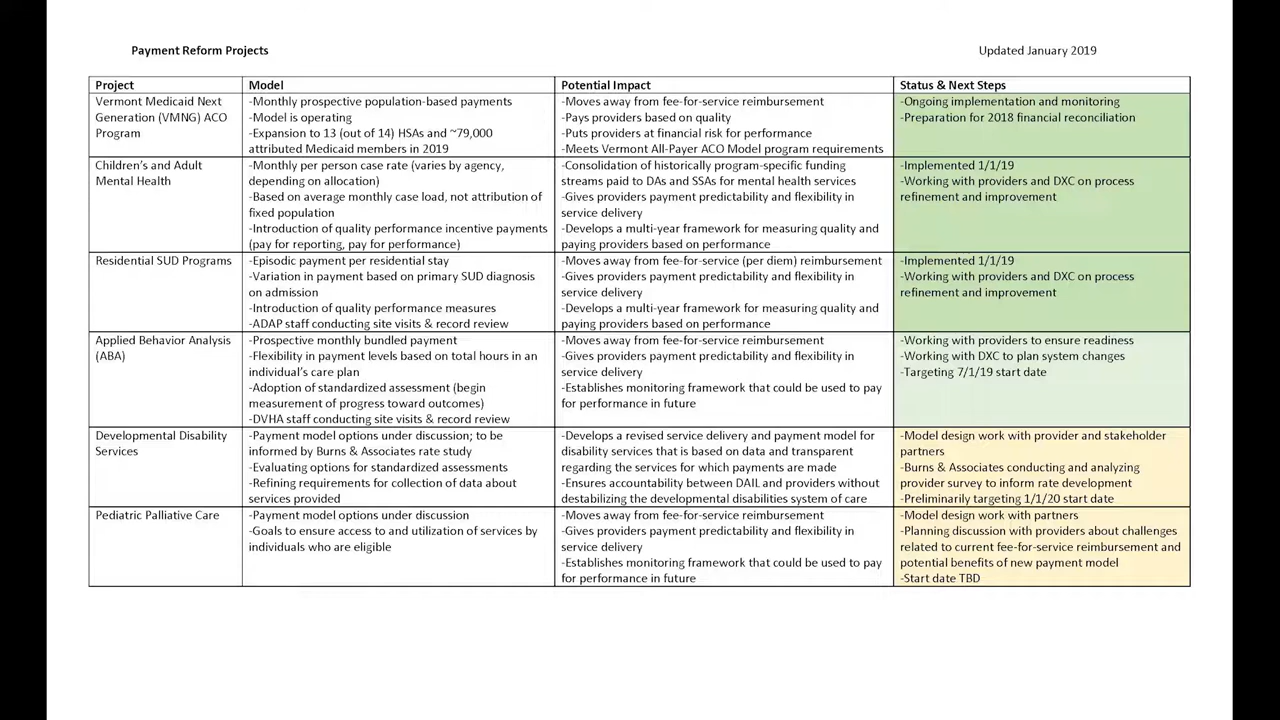 Payment Reform Projects
Updated January 2019
Project
Model
Potential Impact
Status & Next Steps
Vermont Medicaid Next
Generation (VMNG) ACO
Program
-Monthly prospective population-based payments
-Model is operating
-Expansion to 13 (out of 14) HSAs and ~79,000
attributed Medicaid members in 2019
-Moves away from fee-for-service reimbursement
-Pays providers based on quality
-Puts providers at financial risk for performance
-Meets Vermont All-Payer ACO Model program requirements
-Ongoing implementation and monitoring
-Preparation for 2018 financial reconciliation
Children's and Adult
Mental Health
-Monthly per person case rate (varies by agency,
depending on allocation)
-Based on average monthly case load, not attribution of
fixed population
-Introduction of quality performance incentive payments
(pay for reporting, pay for performance)
-Consolidation of historically program-specific funding
streams paid to DAs and SSAs for mental health services
-Gives providers payment predictability and flexibility in
service delivery
-Develops a multi-year framework for measuring quality and
paying providers based on performance
-Implemented 1/1/19
-Working with providers and DXC on process
refinement and improvement
Residential SUD Programs
-Episodic payment per residential stay
-Variation in payment based on primary SUD diagnosis
on admission
-Introduction of quality performance measures
-ADAP staff conducting site visits & record review
-Moves away from fee-for-service (per diem) reimbursement
-Gives providers payment predictability and flexibility in
service delivery
-Develops a multi-year framework for measuring quality and
paying providers based on performance
-Implemented 1/1/19
-Working with providers and DXC on process
refinement and improvement
Applied Behavior Analysis
(ABA)
-Prospective monthly bundled payment
-Flexibility in payment levels based on total hours in an
individual's care plan
-Adoption of standardized assessment (begin
measurement of progress toward outcomes)
-DVHA staff conducting site visits & record review
-Moves away from fee-for-service reimbursement
-Gives providers payment predictability and flexibility in
service delivery
-Establishes monitoring framework that could be used to pay
for performance in future
-Working with providers to ensure readiness
-Working with DXC to plan system changes
-Targeting 7/1/19 start date
Developmental Disability
Services
-Payment model options under discussion; to be
informed by Burns & Associates rate study
-Evaluating options for standardized assessments
-Refining requirements for collection of data about
services provided
-Develops a revised service delivery and payment model for
disability services that is based on data and transparent
regarding the services for which payments are made
-Ensures accountability between DAIL and providers without
destabilizing the developmental disabilities system of care
-Model design work with provider and stakeholder
partners
-Burns & Associates conducting and analyzing
provider survey to inform rate development
-Preliminarily targeting 1/1/20 start date
Pediatric Palliative Care
-Payment model options under discussion
-Goals to ensure access to and utilization of services by
individuals who are eligible
-Moves away from fee-for-service reimbursement
-Gives providers payment predictability and flexibility in
service delivery
-Establishes monitoring framework that could be used to pay
for performance in future
-Model design work with partners
-Planning discussion with providers about challenges
related to current fee-for-service reimbursement and
potential benefits of new payment model
-Start date TBD